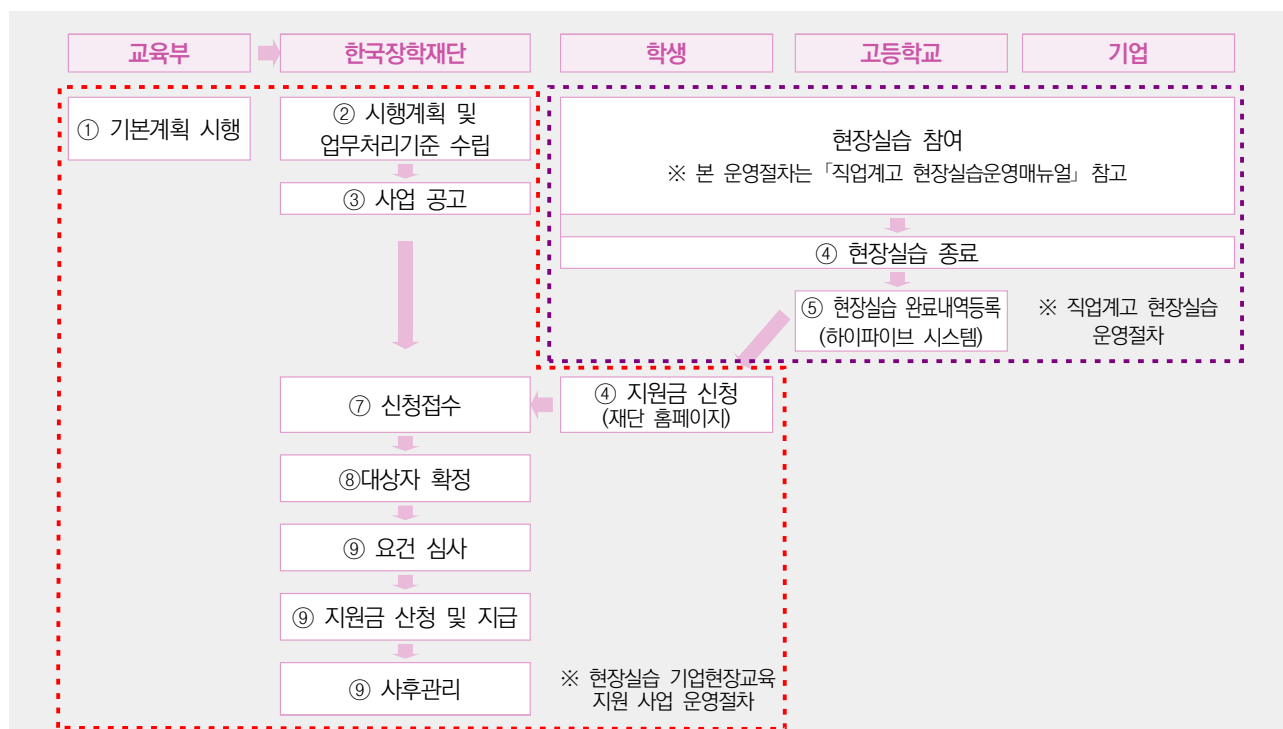 교육부
한국장학재단
학생
고등학교
기업
① 기본계획 시행
② 시행계획 및
업무처리기준 수립
③ 사업 공고
현장실습 참여
※ 본 운영절차는 「직업계고 현장실습운영매뉴얼」 참고
④ 현장실습 종료
⑤ 현장실습 완료내역등록
(하이파이브 시스템)
※ 직업계고 현장실습
운영절차
④ 지원금 신청
(재단 홈페이지)
⑦ 신청접수
⑧대상자 확정
⑨ 요건 심사
⑨ 지원금 산청 및 지급
⑨ 사후관리
※ 현장실습 기업현장교육
지원 사업 운영절차